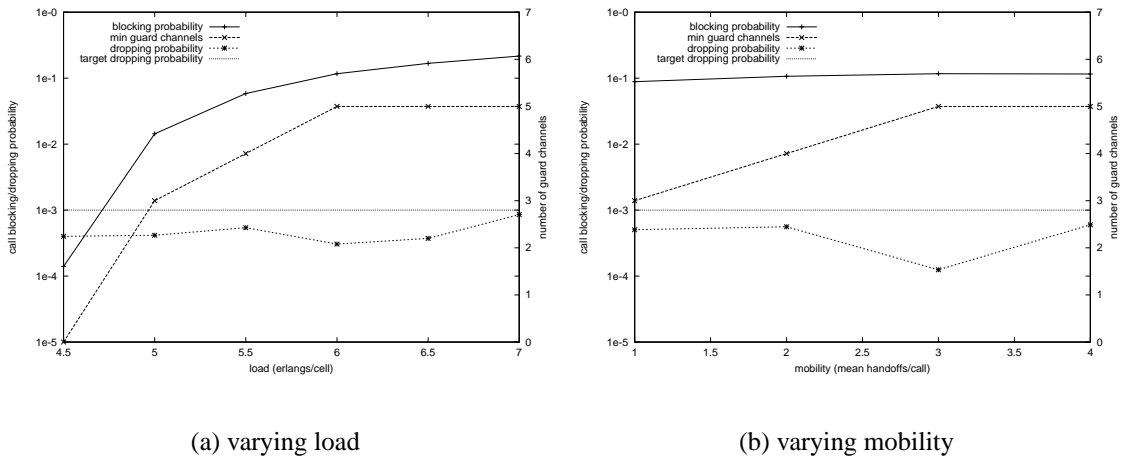 blocking probability
min guard channels
dropping probability
target dropping probability
call blocking/dropping probability
1e-0
1e-1
1e-2
1e-3
1e-4
1e-5
4.5
5
5.5
6
6.5
7
load (erlangs/cell)
number of guard channels
7
6
5
4
3
2
1
0
(a) varying load
blocking probability
min guard channels
dropping probability
target dropping probability
call blocking/dropping probability
1e-0
1e-1
1e-2
1e-3
1e-4
1e-5
1
1.5
2
2.5
3
3.5
4
mobility (mean handoffs/call)
number of guard channels
7
6
5
4
3
2
1
0
(b) varying mobility